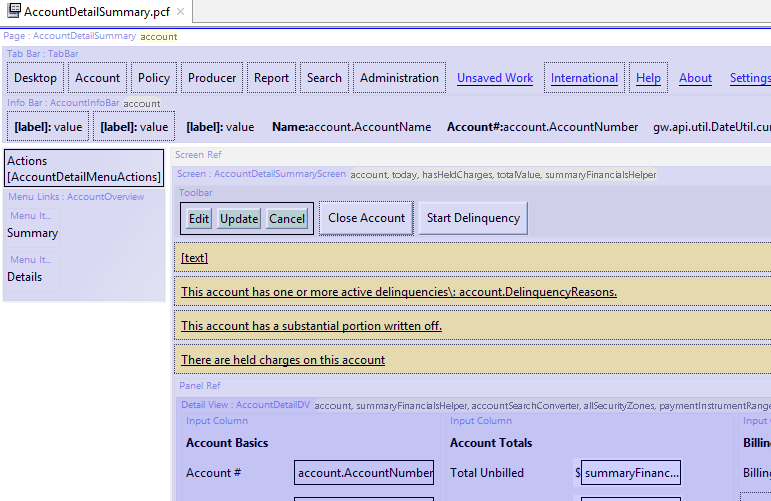 AccountDetailSummary.pcf
Page : AccountDetailSummary account
Tab Bar : TabBar
Desktop Account Policy Producer Report Search Administration Unsaved Work International Help About Settings
Info Bar : AccountInfoBar account
[label]: value [label]: value [label]: value Name:account.AccountName Account#:account.AccountNumber gw.api.util.DateUtil.cur
Actions
[AccountDetailMenuActions]
Menu Links : AccountOverview
Menu It...
Summary
Menu It...
Details
Screen Ref
Screen : AccountDetailSummaryScreen account, today, hasHeldCharges, totalValue, summaryFinancialsHelper
Toolbar
Edit Update Cancel Close Account Start Delinquency
[text]
This account has one or more active delinquencies\: account.DelinquencyReasons.
This account has a substantial portion written off.
There are held charges on this account
Panel Ref
Detail View : AccountDetailDV account, summaryFinancialsHelper, accountSearchConverter, allSecurityZones, paymentInstrumentRange
Input Column Input Column Input
Account Basics Account Totals Billin
Account # account.AccountNumber Total Unbilled $ summaryFinanc... Billin